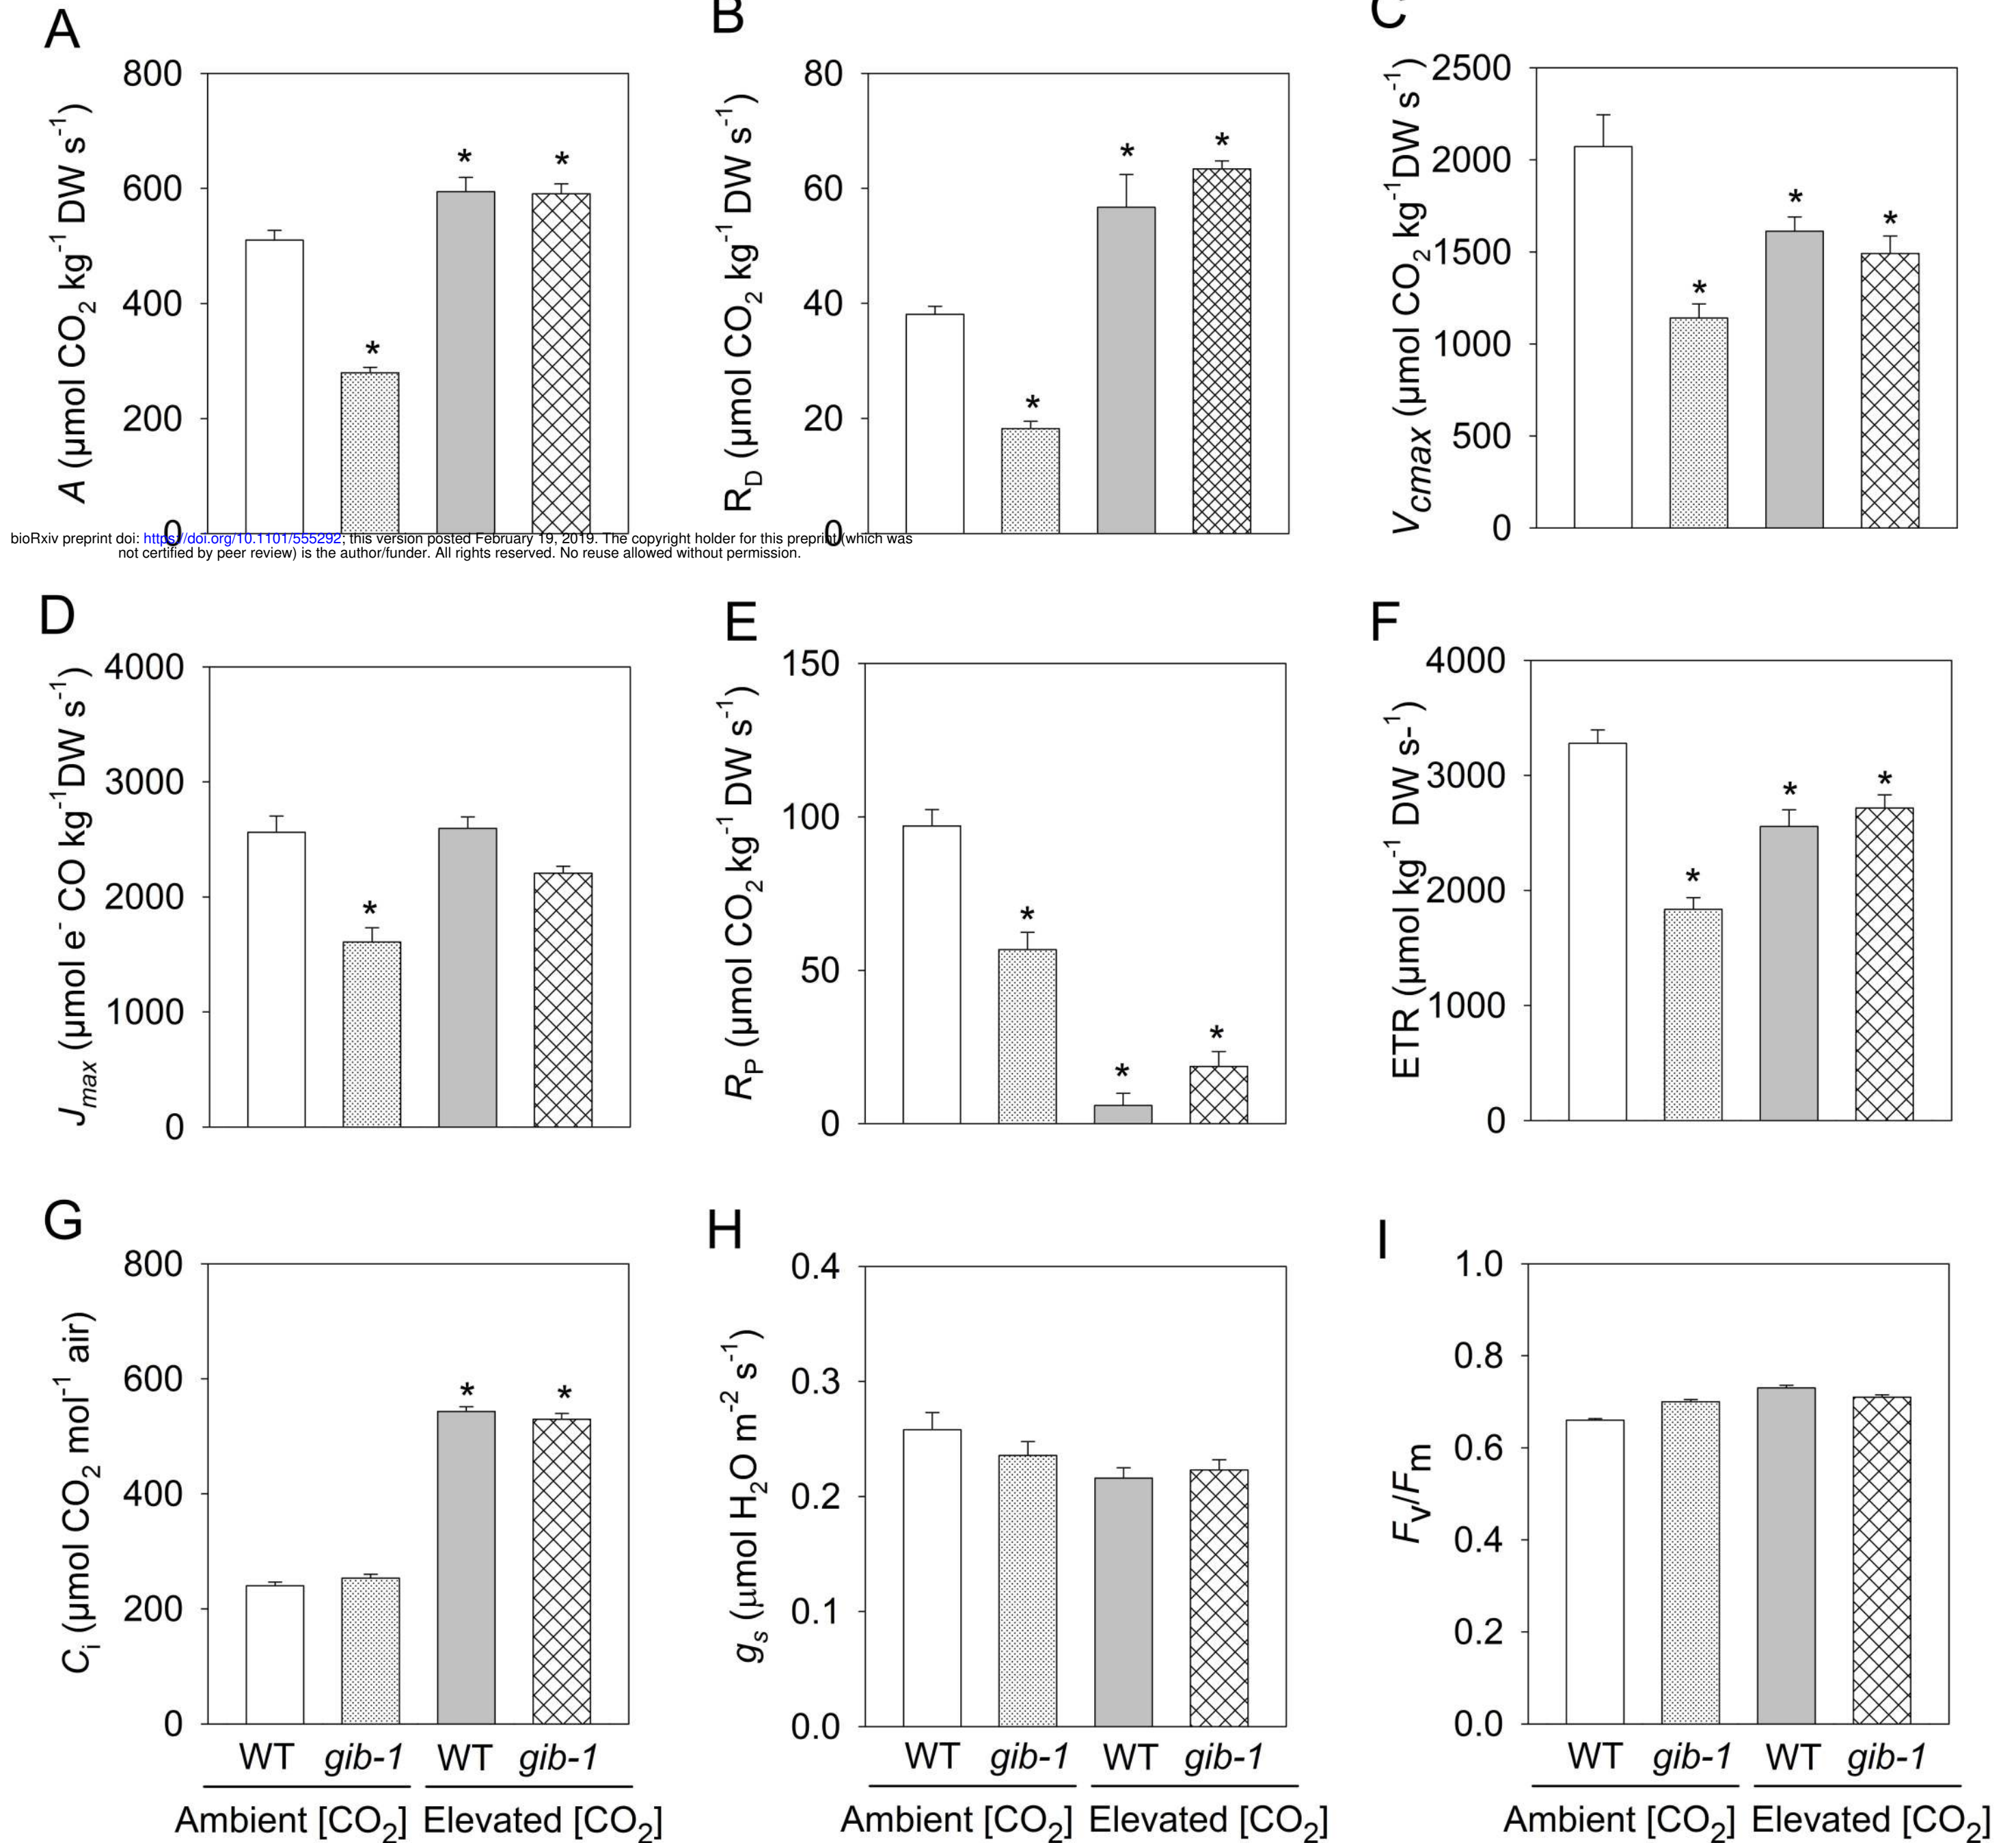 A
B
C
800
600
400
200
0
A (µmol CO2 kg-1 DW s-1)
*
*
*
80
60
40
20
0
RD (µmol CO2 kg-1 DW s-1)
*
*
*
2500
2000
1500
1000
500
0
Vcmax (µmol CO2 kg-1DW s-1)
*
*
*
bioRxiv preprint doi: https://doi.org/10.1101/555292; this version posted February 19, 2019. The copyright holder for this preprint (which was
not certified by peer review) is the author/funder. All rights reserved. No reuse allowed without permission.
D
E
F
4000
3000
2000
1000
0
Jmax (µmol e- CO kg-1DW s-1)
*
150
100
50
0
RP (µmol CO2 kg-1 DW s-1)
*
*
*
4000
3000
2000
1000
0
ETR (µmol kg-1 DW s-1)
*
*
*
G
H
I
800
600
400
200
0
Ci (µmol CO2 mol-1 air)
*
*
0.4
0.3
0.2
0.1
0.0
gs (µmol H2O m-2 s-1)
1.0
0.8
0.6
0.4
0.2
0.0
Fv/Fm
WT gib-1 WT gib-1
Ambient [CO2] Elevated [CO2]
WT gib-1 WT gib-1
Ambient [CO2] Elevated [CO2]
WT gib-1 WT gib-1
Ambient [CO2] Elevated [CO2]